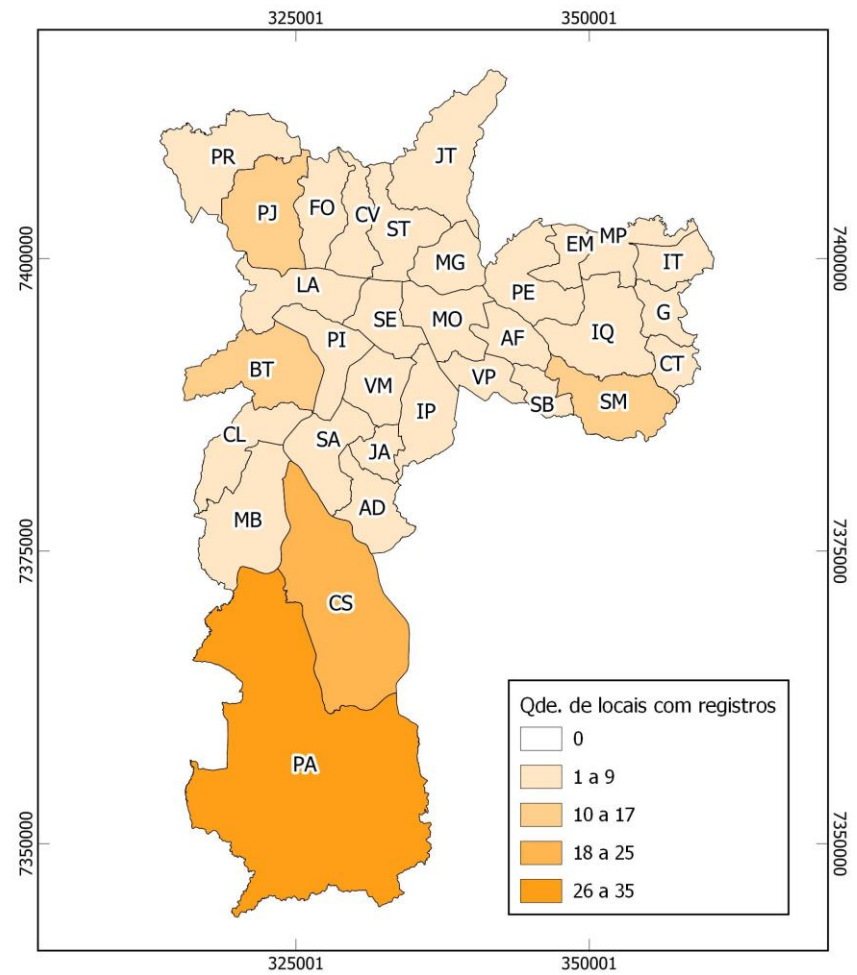 325001
350001
JT
PR
PJ
FO
CV
ST
EM
MP
7400000
MG
IT
7400000
LA
PE
SE
MO
G
PI
AF
IQ
BT
VM
VP
CT
IP
SB
SM
CL
SA
JA
MB
AD
7375000
7375000
CS
Qde. de locais com registros
0
PA
1 a 9
10 a 17
7350000
18 a 25
7350000
26 a 35
325001
350001